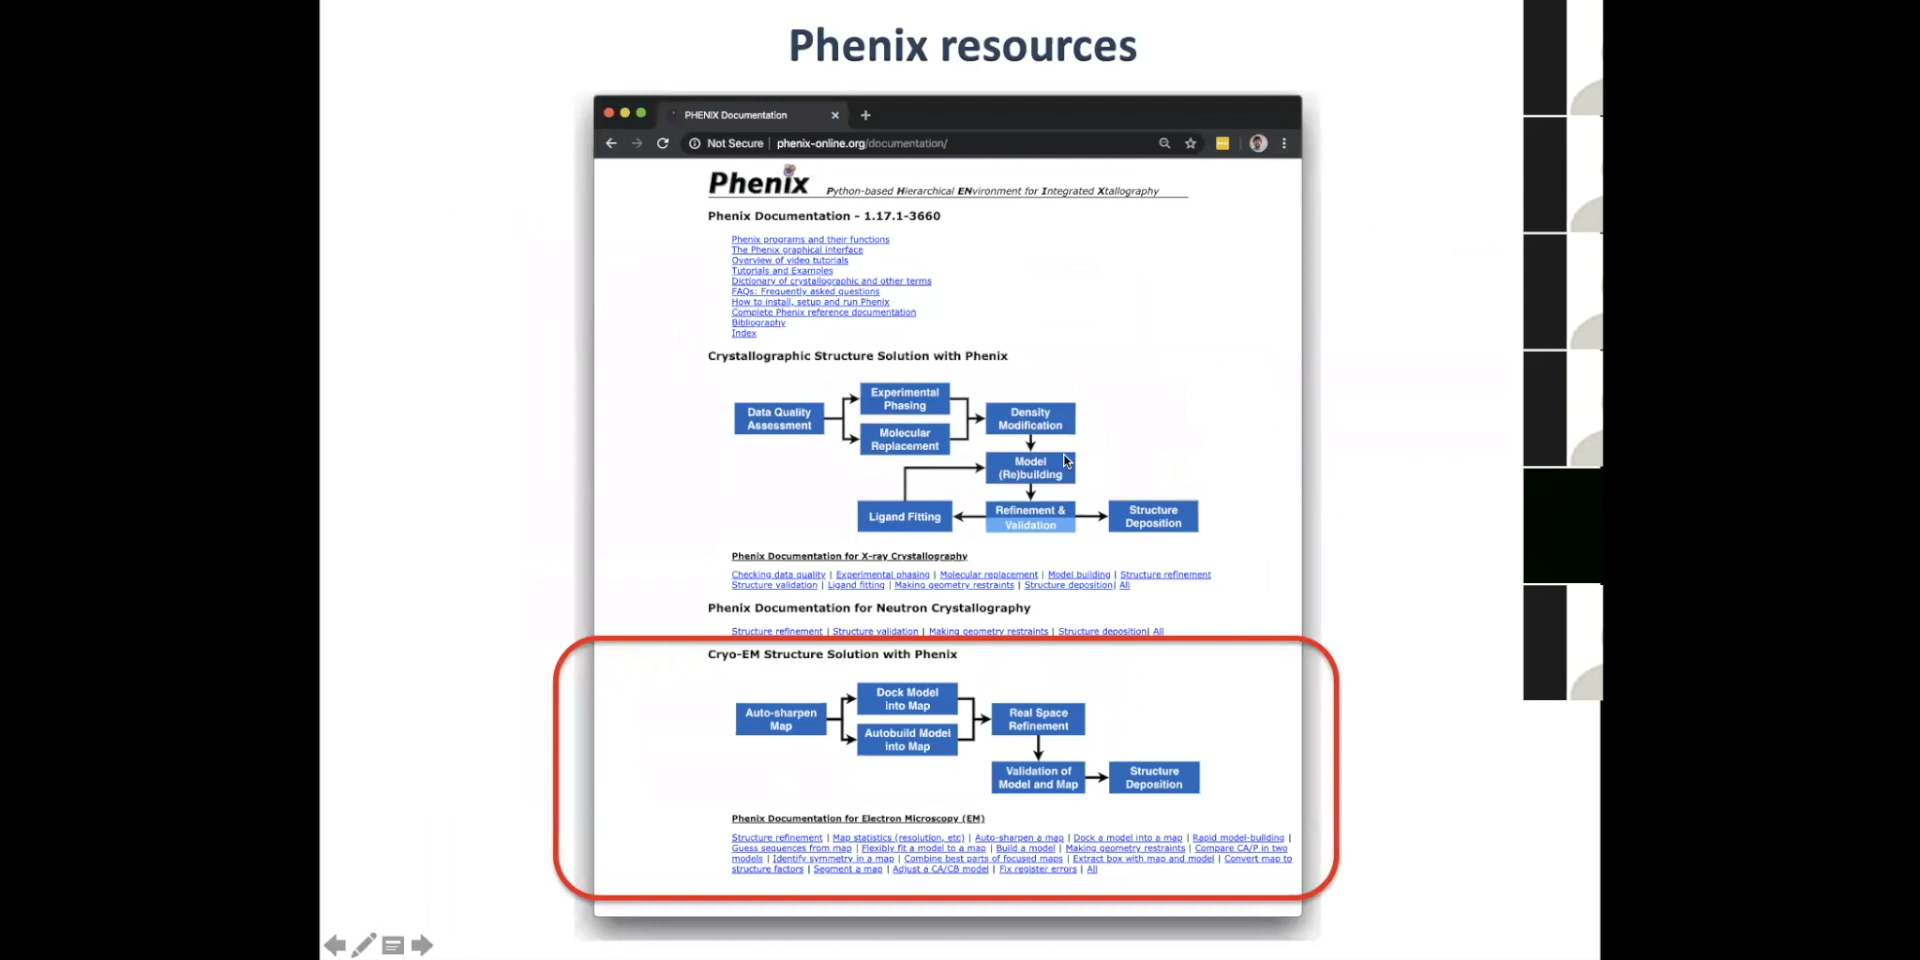 Phenix resources
PHENIX Documentation
Not Secure | phenix-online.org/documentation/
Phenix Python-based Hierarchical ENvironment for Integrated Xtallography
Phenix Documentation - 1.17.1-3660
Phenix programs and their functions
The Phenix graphical interface
Overview of video tutorials
Tutorials and Examples
Dictionary of crystallographic and other terms
FAQs: Frequently asked questions
How to install, setup and run Phenix
Complete Phenix reference documentation
Bibliography
Index
Crystallographic Structure Solution with Phenix
Data Quality
Assessment
Experimental
Phasing
Molecular
Replacement
Density
Modification
Model
(Re)building
Ligand Fitting
Refinement &
Validation
Structure
Deposition
Phenix Documentation for X-ray Crystallography
Checking data quality | Experimental phasing | Molecular replacement | Model building | Structure refinement
Structure validation | Ligand fitting | Making geometry restraints | Structure deposition| All
Phenix Documentation for Neutron Crystallography
Structure refinement | Structure validation | Making geometry restraints | Structure deposition| All
Cryo-EM Structure Solution with Phenix
Auto-sharpen
Map
Dock Model
into Map
Autobuild Model
into Map
Real Space
Refinement
Validation of
Model and Map
Structure
Deposition
Phenix Documentation for Electron Microscopy (EM)
Structure refinement | Map statistics (resolution, etc) | Auto-sharpen a map | Dock a model into a map | Rapid model-building |
Guess sequences from map | Flexibly fit a model to a map | Build a model | Making geometry restraints | Compare CA/P in two
models | Identify symmetry in a map | Combine best parts of focused maps | Extract box with map and model | Convert map to
structure factors | Segment a map | Adjust a CA/CB model | Fix register errors | All